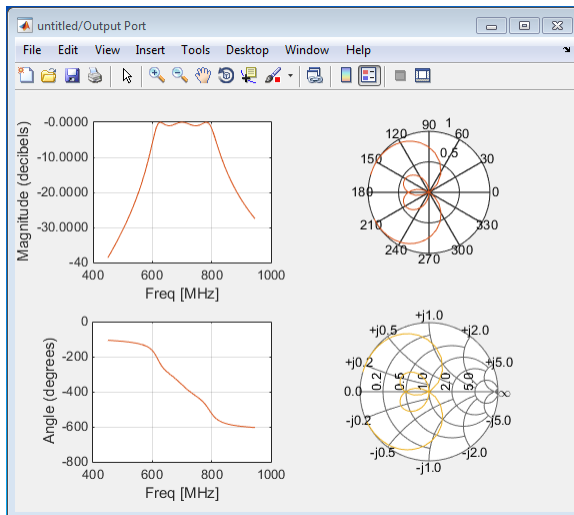 untitled/Output Port
File Edit View Insert Tools Desktop Window Help
Magnitude (decibels)
-0.0000
-10.0000
-20.0000
-30.0000
-40
400 600 800 1000
Freq [MHz]
90
1
120
60
0.5
150
30
180
0
210
330
240
300
270
Angle (degrees)
0
-200
-400
-600
-800
400 600 800 1000
Freq [MHz]
+j1.0
+j0.5
+j2.0
+j0.2
+j5.0
0.0
0.2
0.5
1.0
2.0
5.0
∞
-j0.2
-j5.0
-j0.5
-j2.0
-j1.0